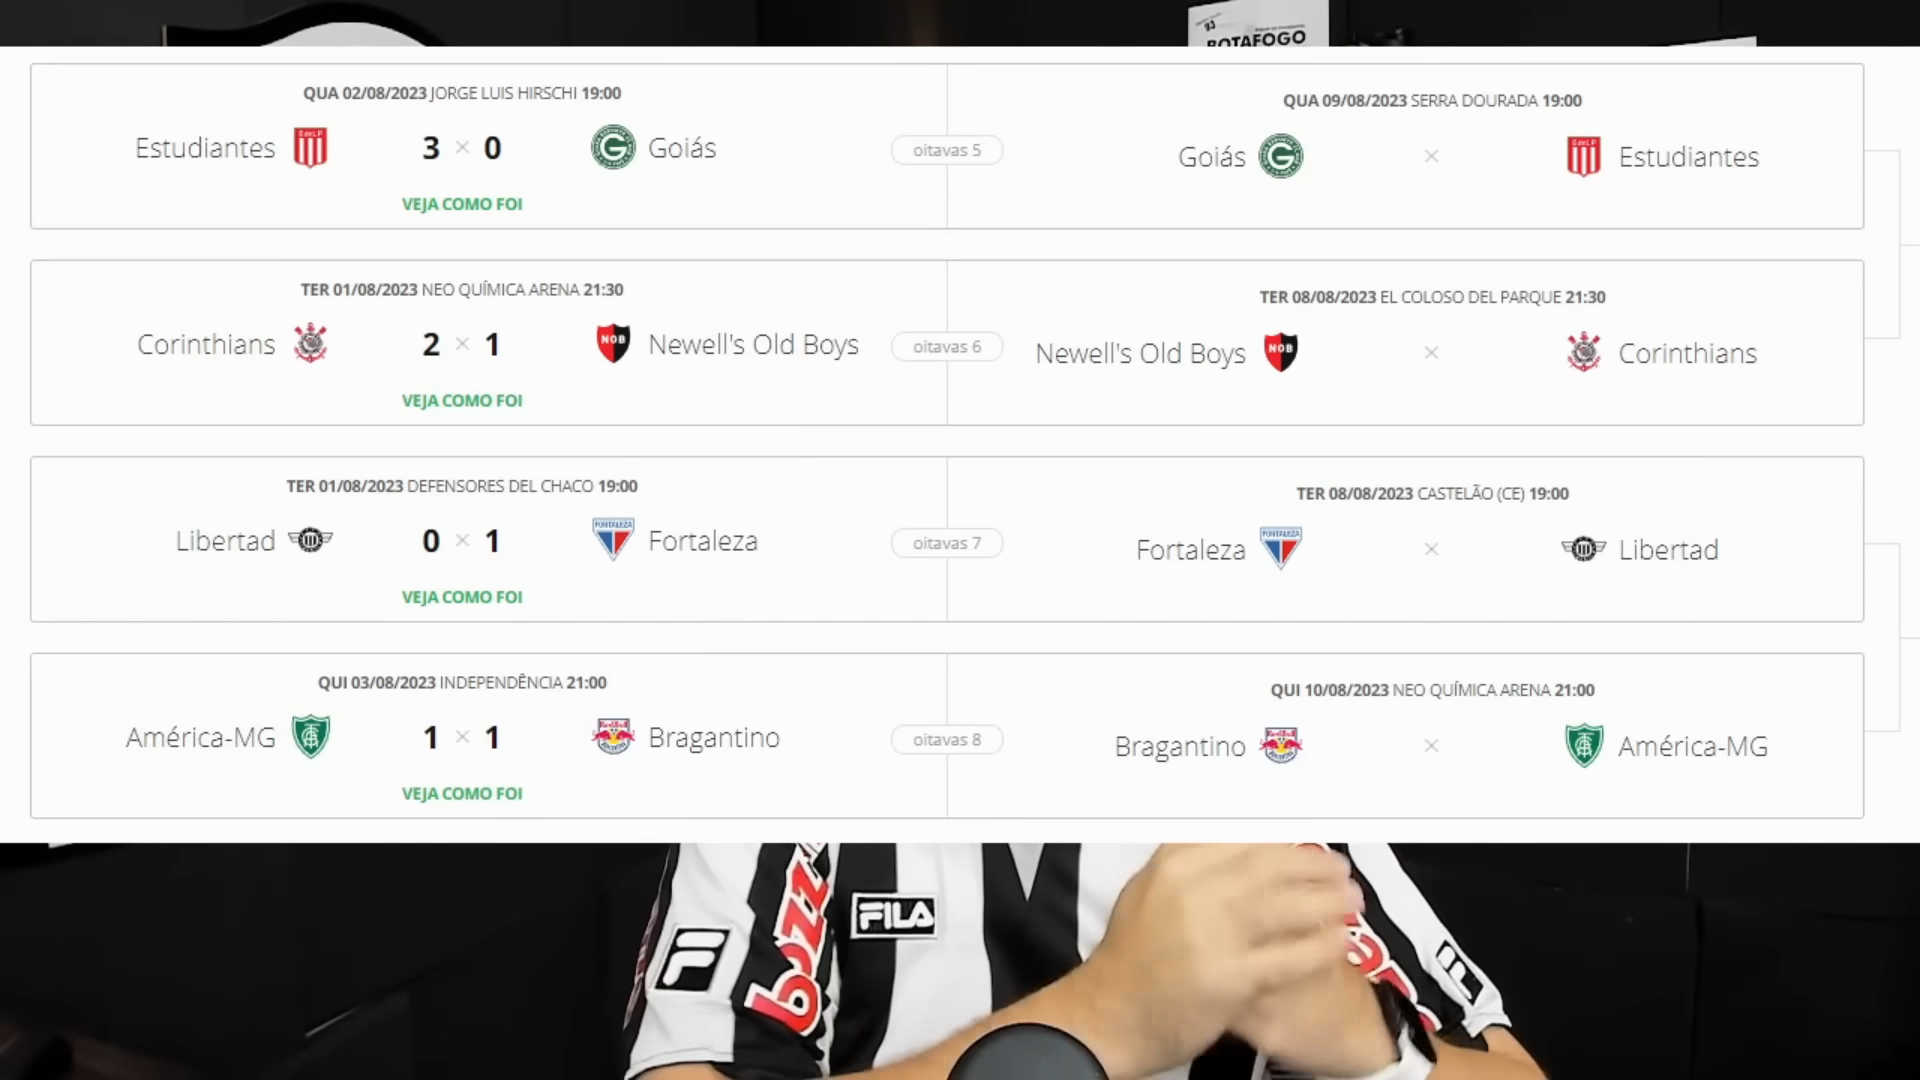 BOTAFOGO
QUA 02/08/2023 JORGE LUIS HIRSCHI 19:00
Estudiantes 3 × 0 Goiás
VEJA COMO FOI
oitavas 5
QUA 09/08/2023 SERRA DOURADA 19:00
Goiás × Estudiantes
TER 01/08/2023 NEO QUÍMICA ARENA 21:30
Corinthians 2 × 1 NOB Newell's Old Boys
VEJA COMO FOI
oitavas 6
TER 08/08/2023 EL COLOSO DEL PARQUE 21:30
Newell's Old Boys NOB × Corinthians
TER 01/08/2023 DEFENSORES DEL CHACO 19:00
Libertad 0 × 1 FORTALEZA Fortaleza
VEJA COMO FOI
oitavas 7
TER 08/08/2023 CASTELÃO (CE) 19:00
Fortaleza FORTALEZA × Libertad
QUI 03/08/2023 INDEPENDÊNCIA 21:00
América-MG 1 × 1 Bragantino
VEJA COMO FOI
oitavas 8
QUI 10/08/2023 NEO QUÍMICA ARENA 21:00
Bragantino × América-MG
FILA